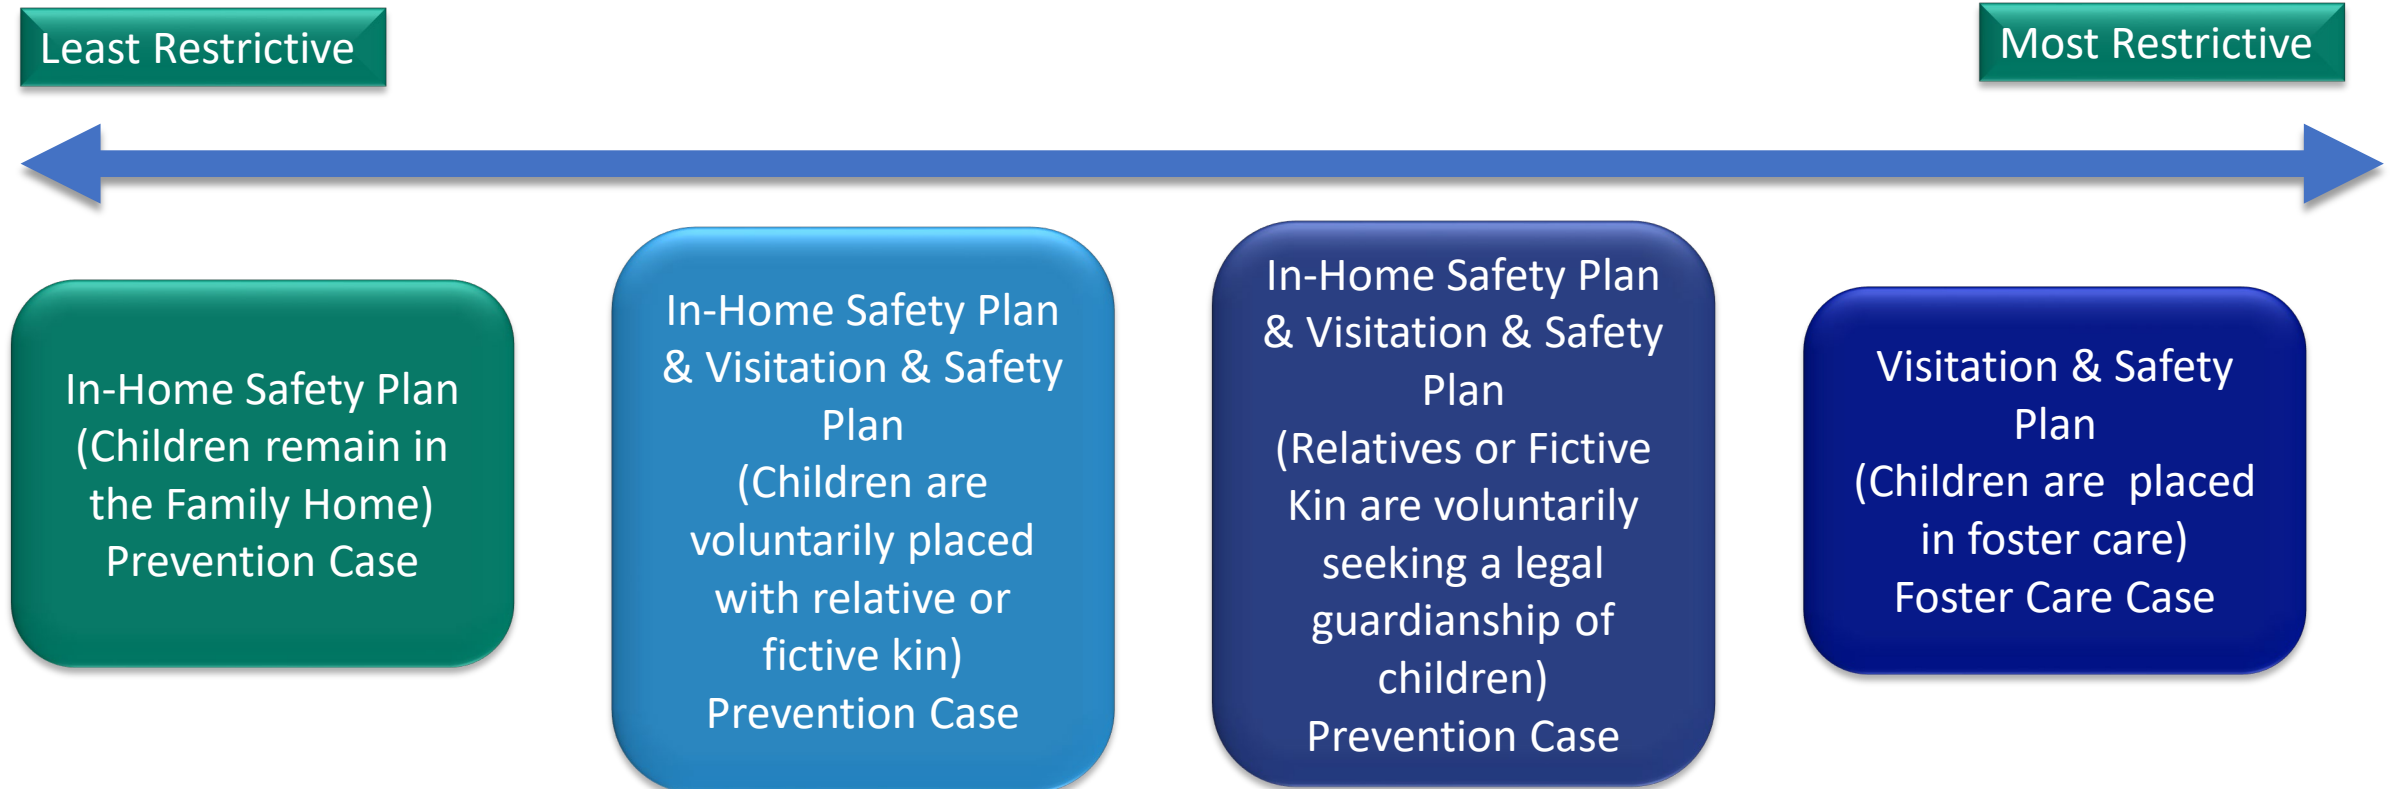 Least Restrictive
Most Restrictive
In-Home Safety Plan
(Children remain in
the Family Home)
Prevention Case
In-Home Safety Plan
& Visitation & Safety
Plan
(Children are
voluntarily placed
with relative or
fictive kin)
Prevention Case
In-Home Safety Plan
& Visitation & Safety
Plan
(Relatives or Fictive
Kin are voluntarily
seeking a legal
guardianship of
children)
Prevention Case
Visitation & Safety
Plan
(Children are placed
in foster care)
Foster Care Case